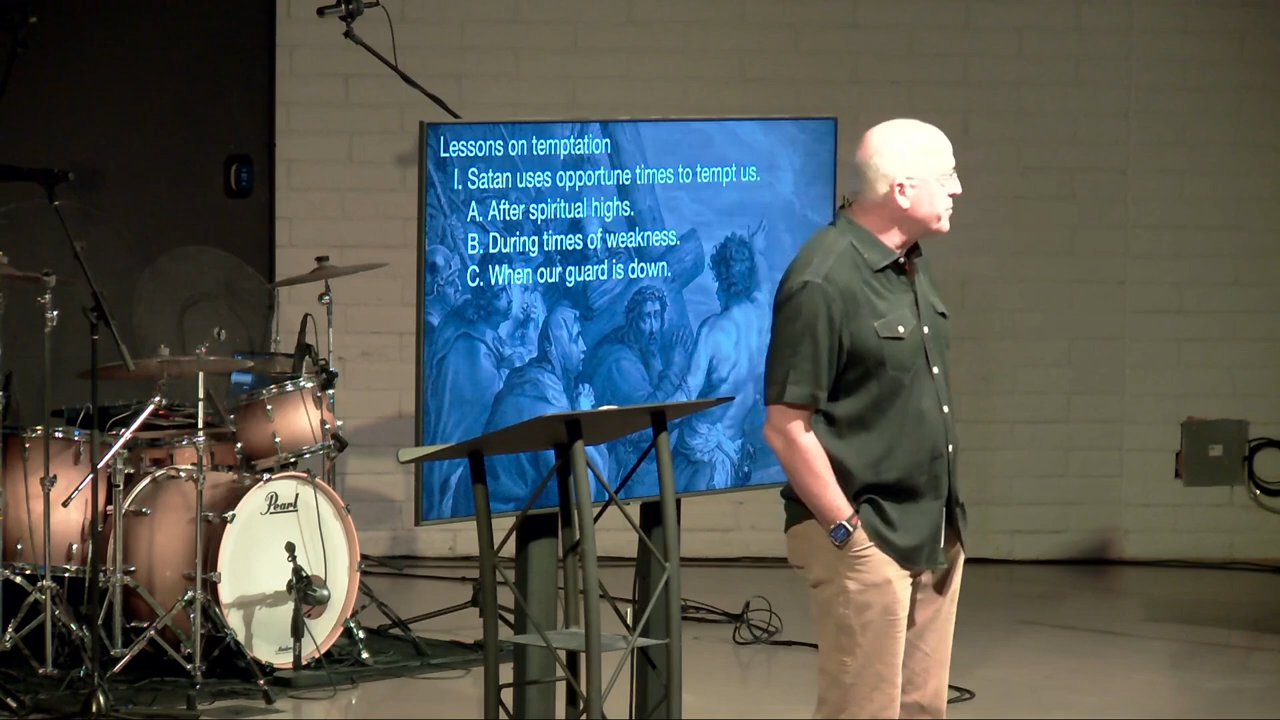 Lessons on temptation
I. Satan uses opportune times to tempt us.
A. After spiritual highs.
B. During times of weakness.
C. When our guard is down.
Pearl